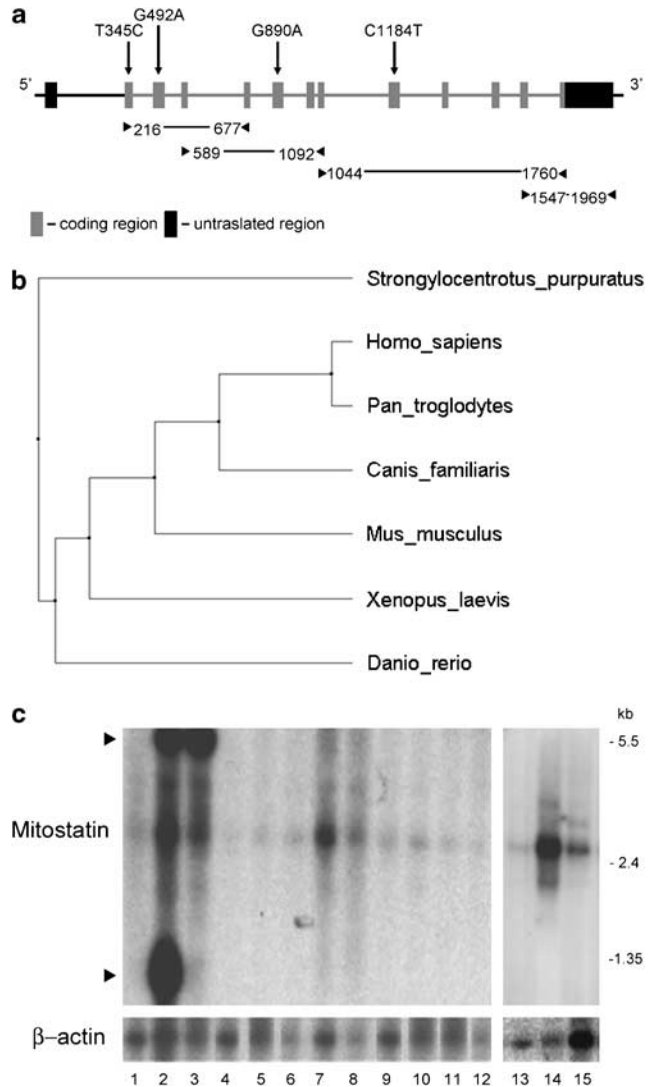 a
G492A
T345C G890A C1184T
5' 3'
216 677
589 1092
1044 1760
1547 1969
– coding region – untraslated region
b
Strongylocentrotus_purpuratus
Homo_sapiens
Pan_troglodytes
Canis_familiaris
Mus_musculus
Xenopus_laevis
Danio_rerio
c
kb
- 5.5
Mitostatin
- 2.4
-1.35
β–actin
1 2 3 4 5 6 7 8 9 10 11 12 13 14 15